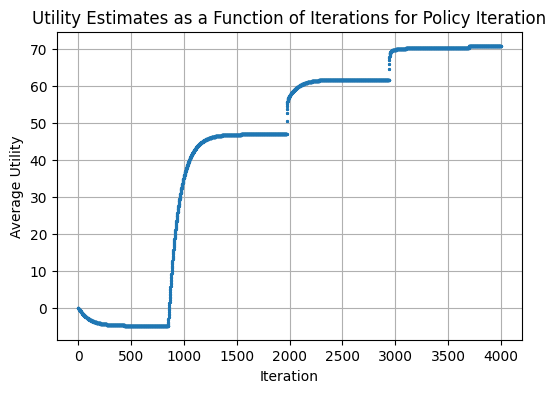 Utility Estimates as a Function of Iterations for Policy Iteration
Average Utility
70
60
50
40
30
20
10
0
0 500 1000 1500 2000 2500 3000 3500 4000
Iteration